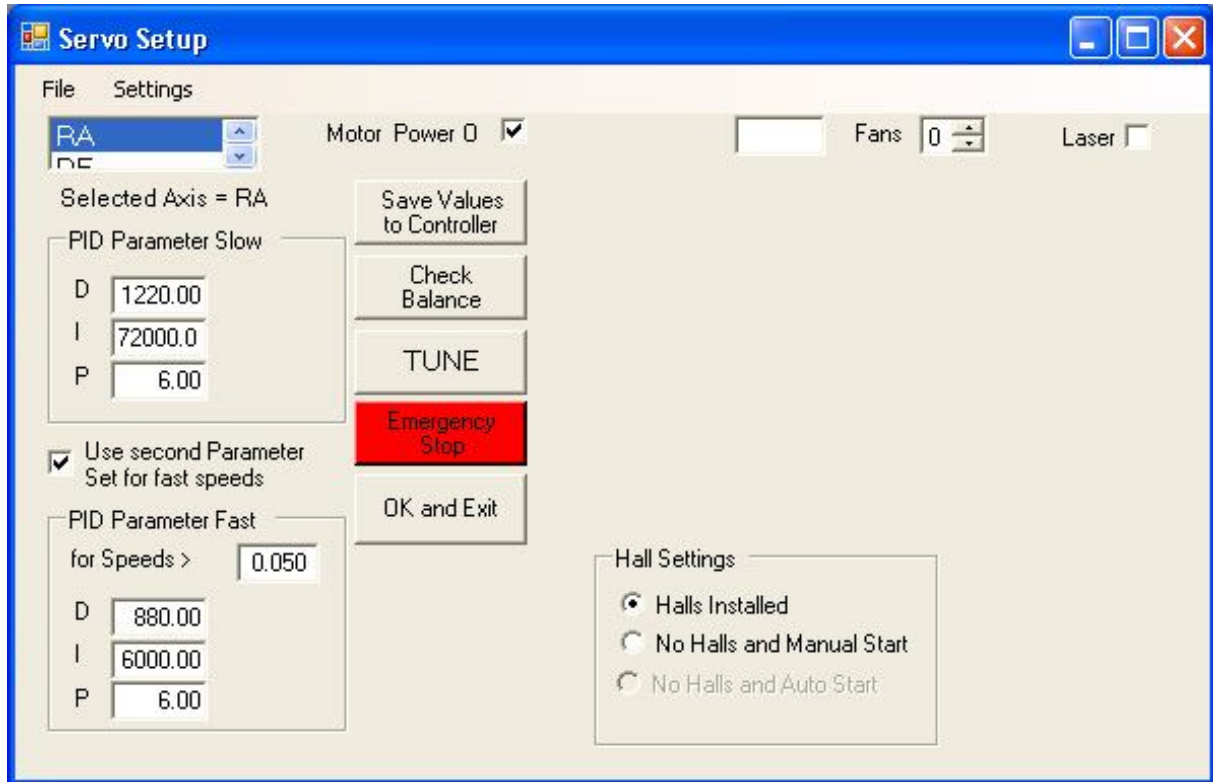 Servo Setup
File Settings
RA
Motor Power 0
Fans 0
Laser
DE
Selected Axis = RA
Save Values
to Controller
PID Parameter Slow
D 1220.00
I 72000.0
P 6.00
Check
Balance
TUNE
Emergency
Stop
Use second Parameter
Set for fast speeds
OK and Exit
PID Parameter Fast
for Speeds > 0.050
D 880.00
I 6000.00
P 6.00
Hall Settings
Halls Installed
No Halls and Manual Start
No Halls and Auto Start